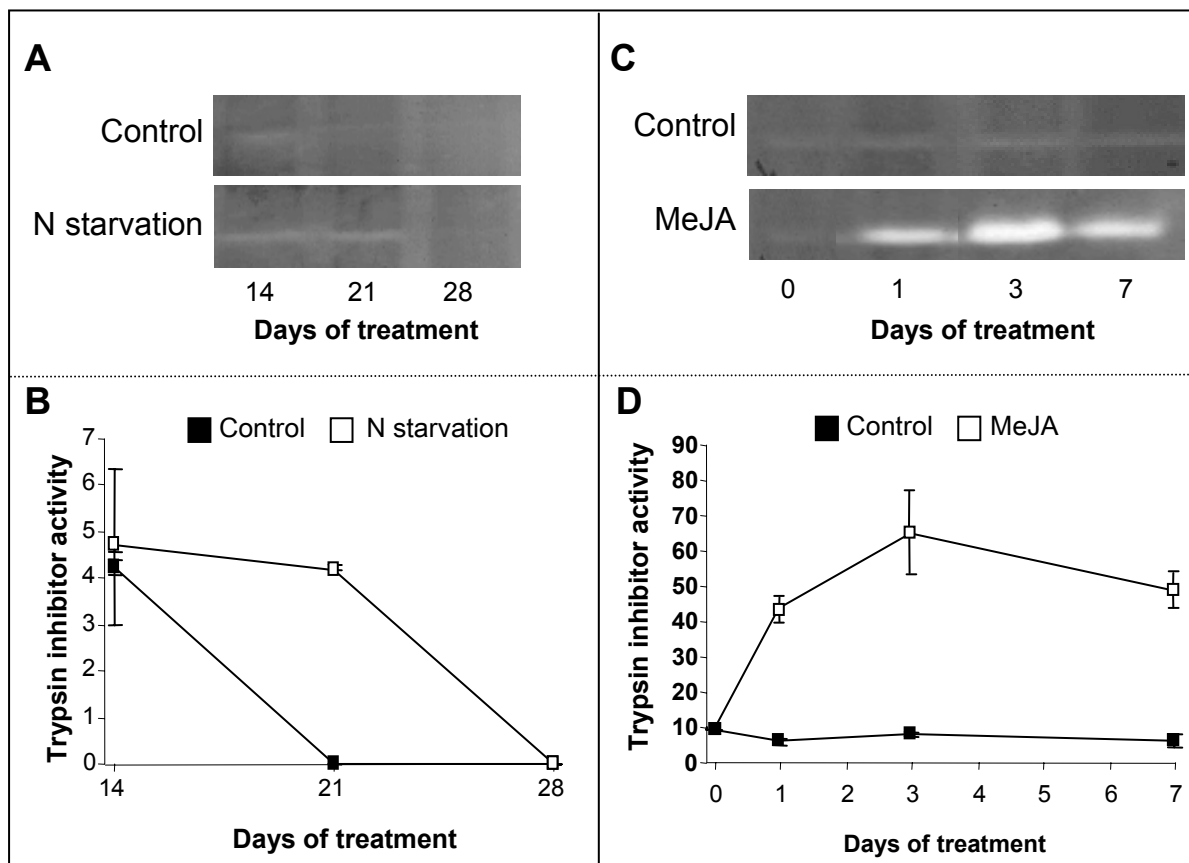 A
Control
N starvation
14 21 28
Days of treatment
C
Control
MeJA
0 1 3 7
Days of treatment
B
Control N starvation
Trypsin inhibitor activity
7
6
5
4
3
2
1
0
14 21 28
Days of treatment
D
Control MeJA
Trypsin inhibitor activity
90
80
70
60
50
40
30
20
10
0
0 1 2 3 4 5 6 7
Days of treatment